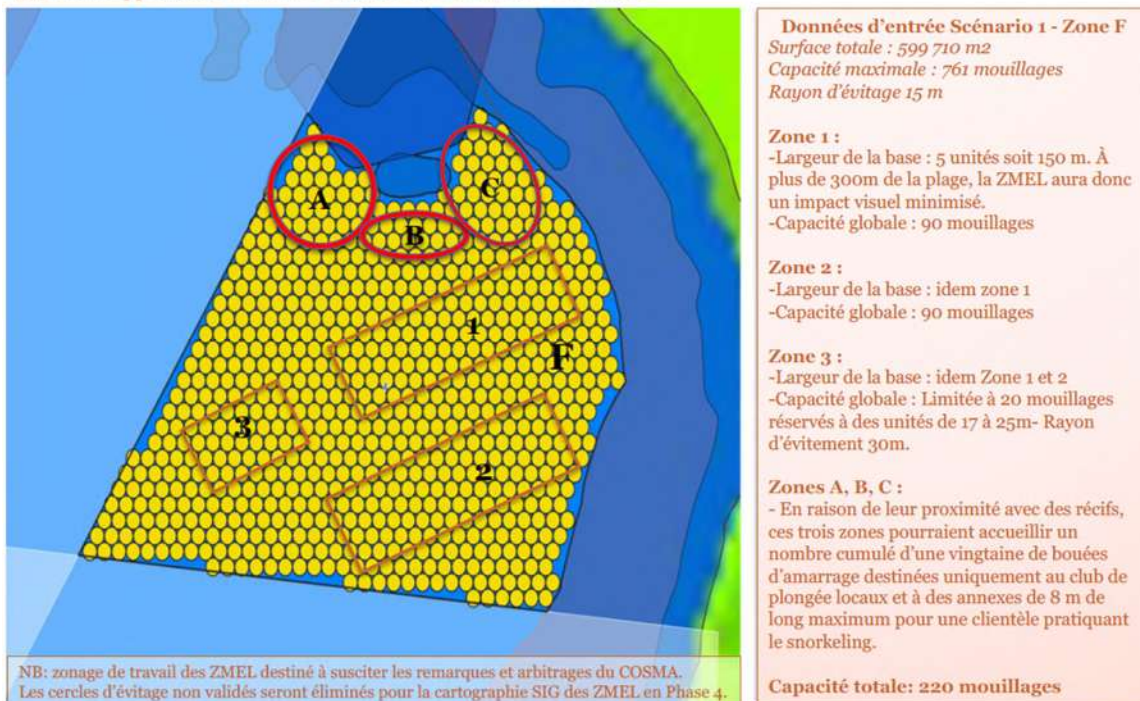 A
C
B
1
F
3
2
NB: zonage de travail des ZMEL destiné à susciter les remarques et arbitrages du COSMA.
Les cercles d'évitage non validés seront éliminés pour la cartographie SIG des ZMEL en Phase 4.
Données d'entrée Scénario 1 - Zone F
Surface totale : 599 710 m2
Capacité maximale : 761 mouillages
Rayon d'évitage 15 m
Zone 1 :
-Largeur de la base : 5 unités soit 150 m. À
plus de 300m de la plage, la ZMEL aura donc
un impact visuel minimisé.
-Capacité globale : 90 mouillages
Zone 2 :
-Largeur de la base : idem zone 1
-Capacité globale : 90 mouillages
Zone 3 :
-Largeur de la base : idem Zone 1 et 2
-Capacité globale : Limitée à 20 mouillages
réservés à des unités de 17 à 25m- Rayon
d'évitement 30m.
Zones A, B, C :
- En raison de leur proximité avec des récifs,
ces trois zones pourraient accueillir un
nombre cumulé d'une vingtaine de bouées
d'amarrage destinées uniquement au club de
plongée locaux et à des annexes de 8 m de
long maximum pour une clientèle pratiquant
le snorkeling.
Capacité totale: 220 mouillages